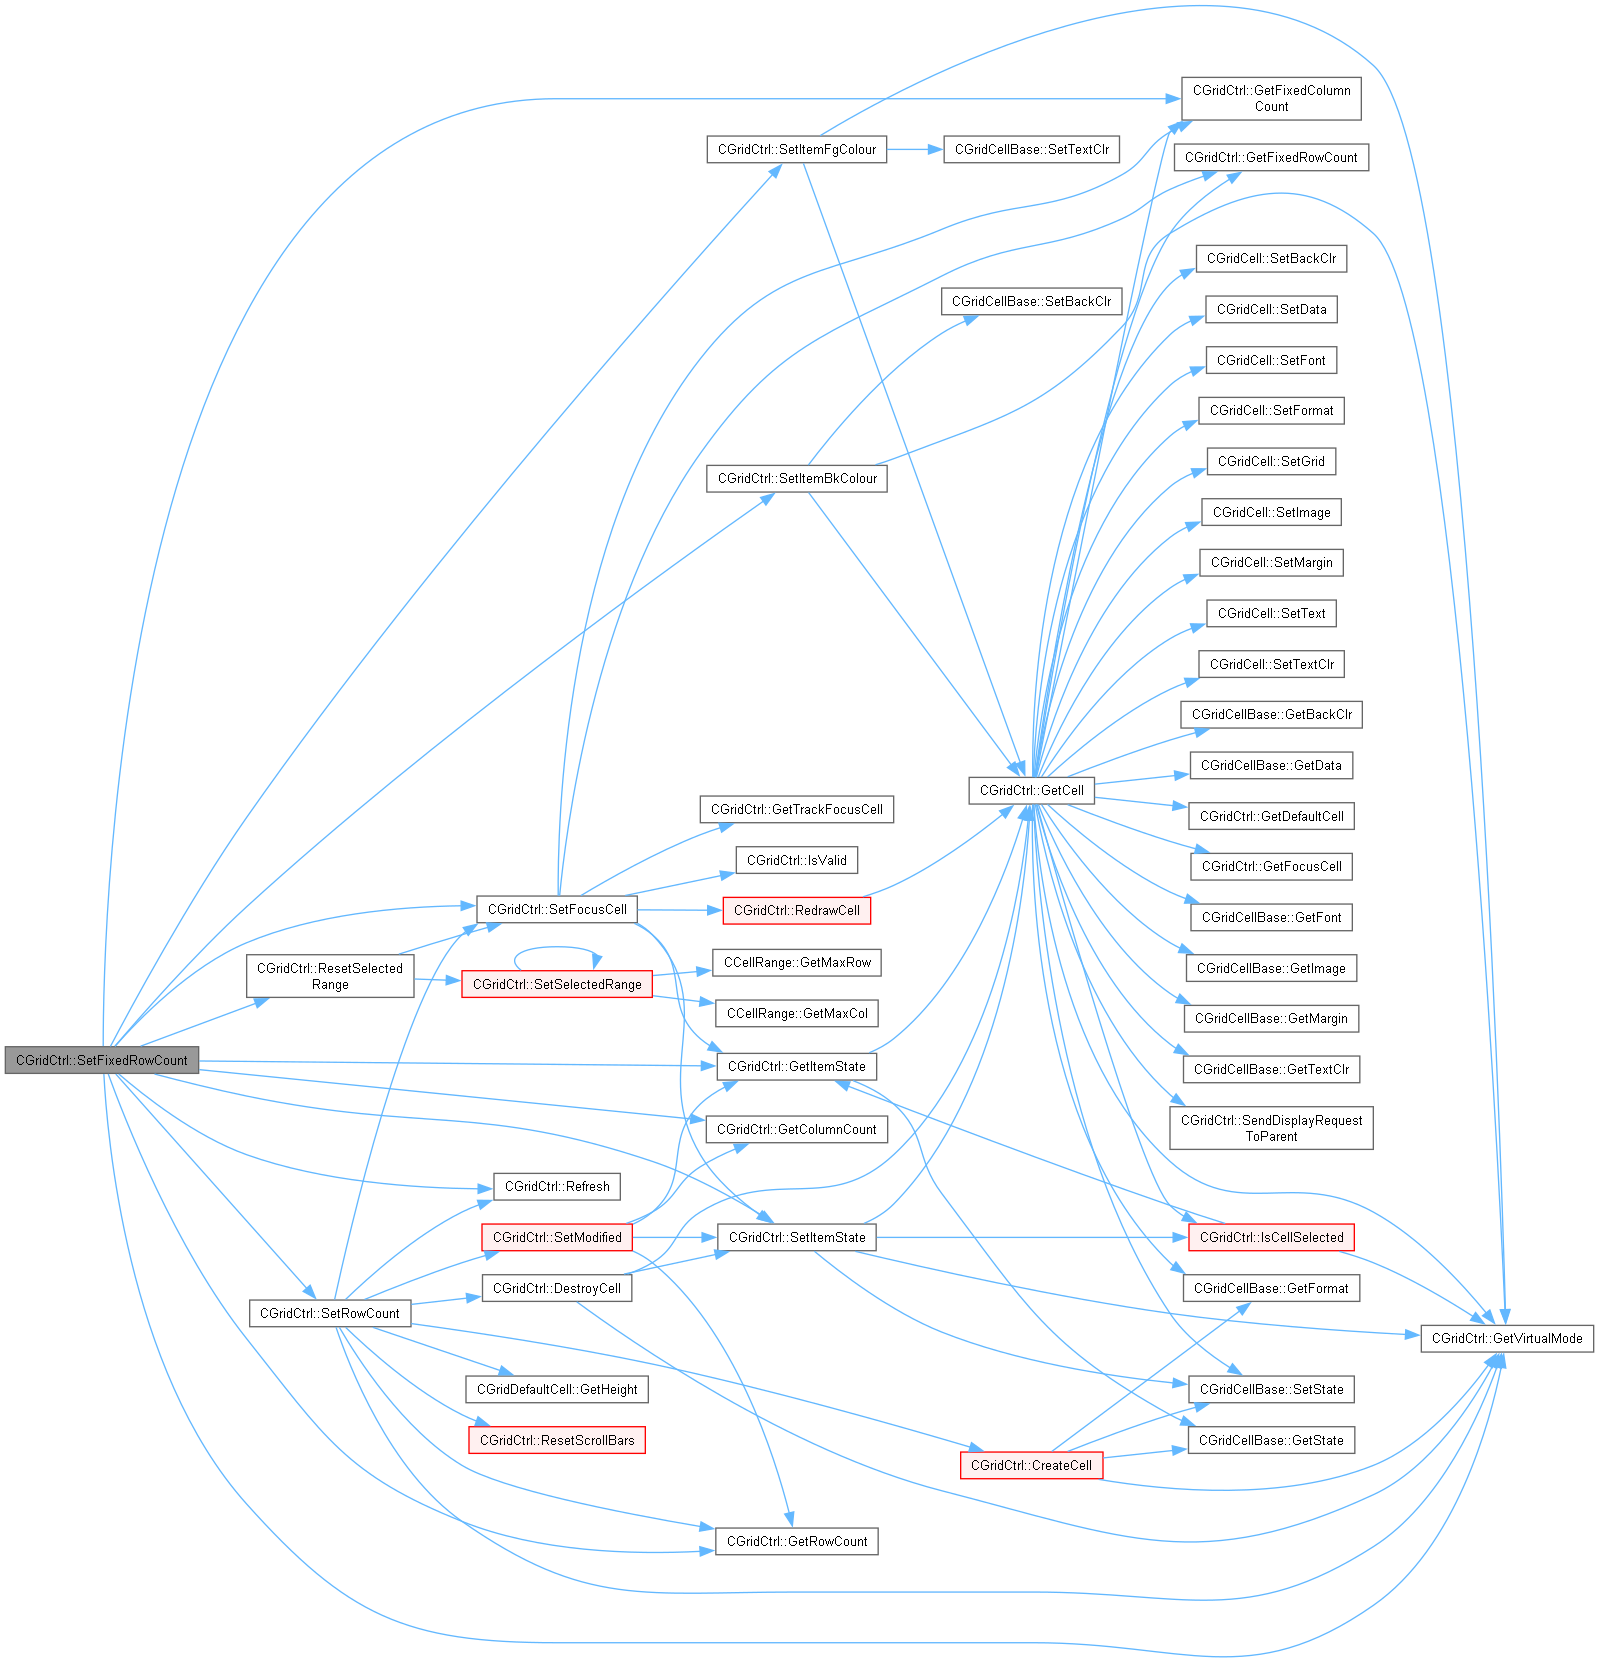 CGridCtrl::GetFixedColumn
Count
CGridCtrl::SetItemFgColour
CGridCellBase::SetTextClr
CGridCtrl::GetFixedRowCount
CGridCell::SetBackClr
CGridCellBase::SetBackClr
CGridCell::SetData
CGridCell::SetFont
CGridCell::SetFormat
CGridCell::SetGrid
CGridCtrl::SetItemBkColour
CGridCell::SetImage
CGridCell::SetMargin
CGridCell::SetText
CGridCell::SetTextClr
CGridCellBase::GetBackClr
CGridCellBase::GetData
CGridCtrl::GetCell
CGridCtrl::GetTrackFocusCell
CGridCtrl::GetDefaultCell
CGridCtrl::IsValid
CGridCtrl::GetFocusCell
CGridCtrl::SetFocusCell
CGridCtrl::RedrawCell
CGridCellBase::GetFont
CGridCtrl::ResetSelected
Range
CGridCtrl::SetSelectedRange
CCellRange::GetMaxRow
CGridCellBase::GetImage
CCellRange::GetMaxCol
CGridCellBase::GetMargin
CGridCtrl::SetFixedRowCount
CGridCtrl::GetItemState
CGridCellBase::GetTextClr
CGridCtrl::GetColumnCount
CGridCtrl::SendDisplayRequest
ToParent
CGridCtrl::Refresh
CGridCtrl::SetModified
CGridCtrl::SetItemState
CGridCtrl::IsCellSelected
CGridCtrl::DestroyCell
CGridCellBase::GetFormat
CGridCtrl::SetRowCount
CGridCtrl::GetVirtualMode
CGridDefaultCell::GetHeight
CGridCellBase::SetState
CGridCtrl::ResetScrollBars
CGridCellBase::GetState
CGridCtrl::CreateCell
CGridCtrl::GetRowCount